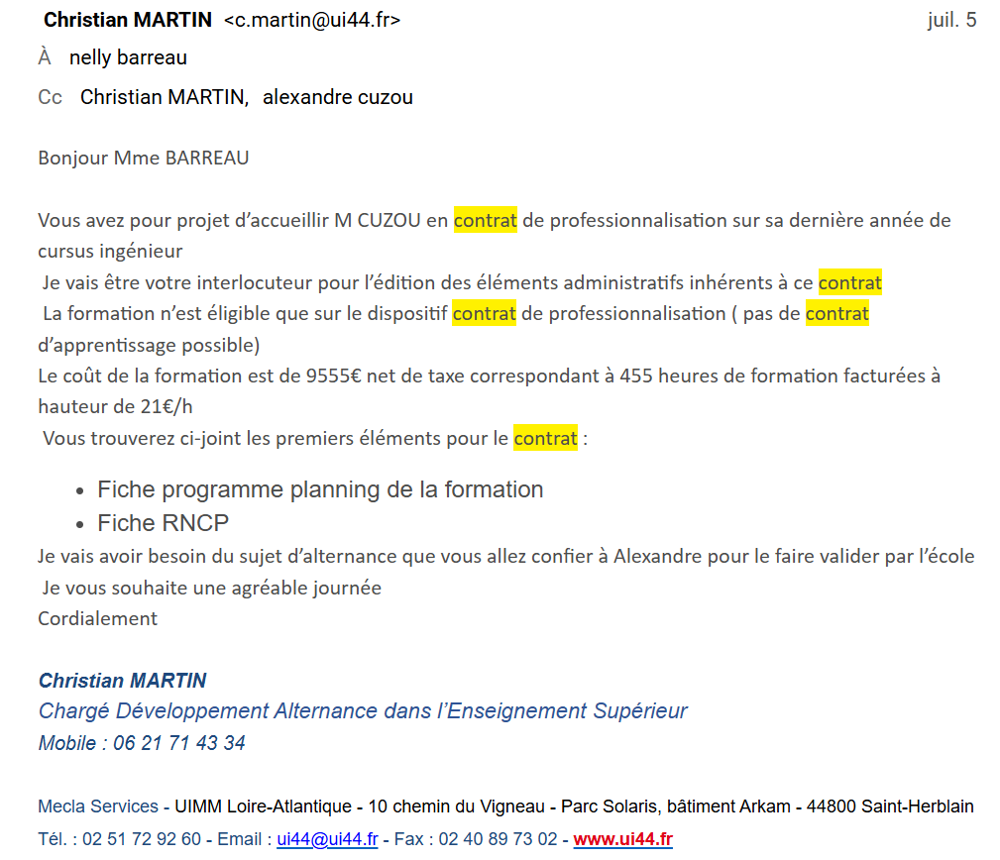 Christian MARTIN <c.martin@ui44.fr> juil. 5
À nelly barreau
Cc Christian MARTIN, alexandre cuzou
Bonjour Mme BARREAU
Vous avez pour projet d’accueillir M CUZOU en contrat de professionnalisation sur sa dernière année de
cursus ingénieur
Je vais être votre interlocuteur pour l’édition des éléments administratifs inhérents à ce contrat
La formation n’est éligible que sur le dispositif contrat de professionnalisation ( pas de contrat
d’apprentissage possible)
Le coût de la formation est de 9555€ net de taxe correspondant à 455 heures de formation facturées à
hauteur de 21€/h
Vous trouverez ci-joint les premiers éléments pour le contrat :
• Fiche programme planning de la formation
• Fiche RNCP
Je vais avoir besoin du sujet d’alternance que vous allez confier à Alexandre pour le faire valider par l’école
Je vous souhaite une agréable journée
Cordialement
Christian MARTIN
Chargé Développement Alternance dans l’Enseignement Supérieur
Mobile : 06 21 71 43 34
Mecla Services - UIMM Loire-Atlantique - 10 chemin du Vigneau - Parc Solaris, bâtiment Arkam - 44800 Saint-Herblain
Tél. : 02 51 72 92 60 - Email : ui44@ui44.fr - Fax : 02 40 89 73 02 - www.ui44.fr